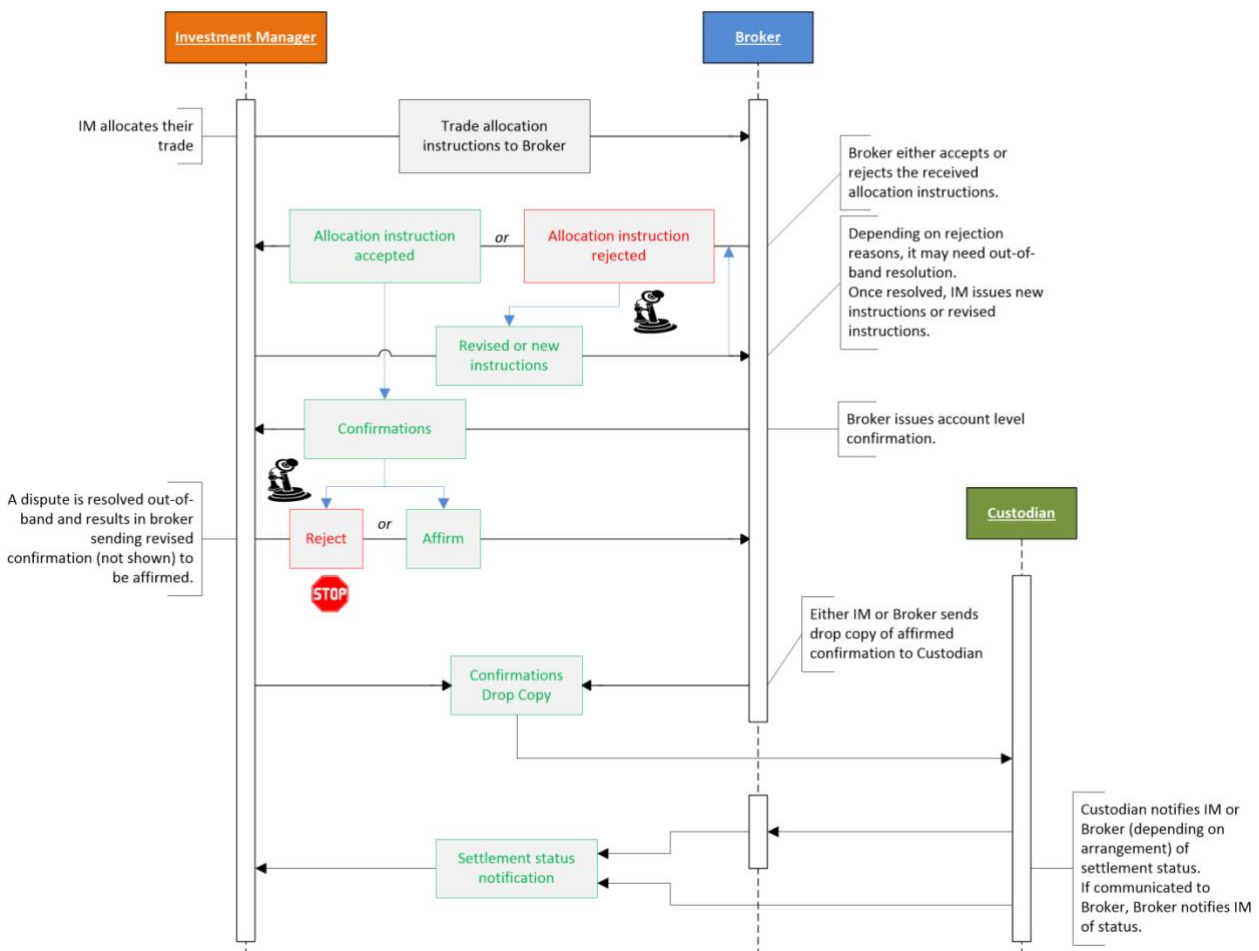 Investment Manager
Broker
IM allocates their
trade
Trade allocation
instructions to Broker
Broker either accepts or
rejects the received
allocation instructions.
Allocation instruction
accepted
or
Allocation instruction
rejected
Depending on rejection
reasons, it may need out-of-
band resolution.
Once resolved, IM issues new
instructions or revised
instructions.
Revised or new
instructions
Confirmations
Broker issues account level
confirmation.
A dispute is resolved out-of-
band and results in broker
sending revised
confirmation (not shown) to
be affirmed.
Reject
or
Affirm
STOP
Custodian
Either IM or Broker sends
drop copy of affirmed
confirmation to Custodian
Confirmations
Drop Copy
Settlement status
notification
Custodian notifies IM or
Broker (depending on
arrangement) of
settlement status.
If communicated to
Broker, Broker notifies IM
of status.